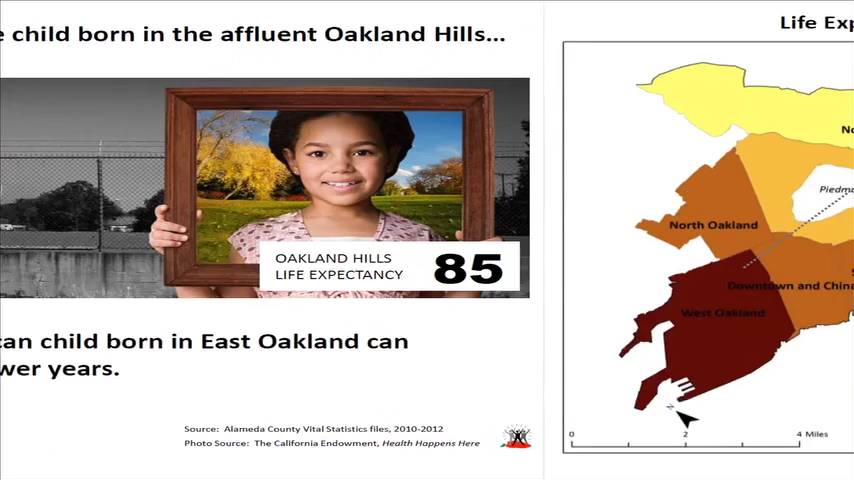 e child born in the affluent Oakland Hills...
OAKLAND HILLS
LIFE EXPECTANCY 85
can child born in East Oakland can
wer years.
Source: Alameda County Vital Statistics files, 2010-2012
Photo Source: The California Endowment, Health Happens Here
Life Exp
No
Piedmo
North Oakland
S
Downtown and China
West Oakland
N
0 2 4 Miles